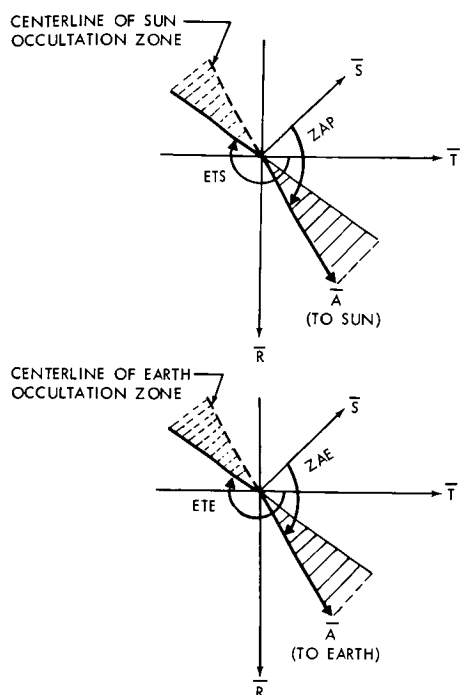 CENTERLINE OF SUN
OCCULTATION ZONE
S̅
ZAP
T̅
ETS
A̅
(TO SUN)
R̅
CENTERLINE OF EARTH
OCCULTATION ZONE
S̅
ZAE
T̅
ETE
A̅
(TO EARTH)
R̅